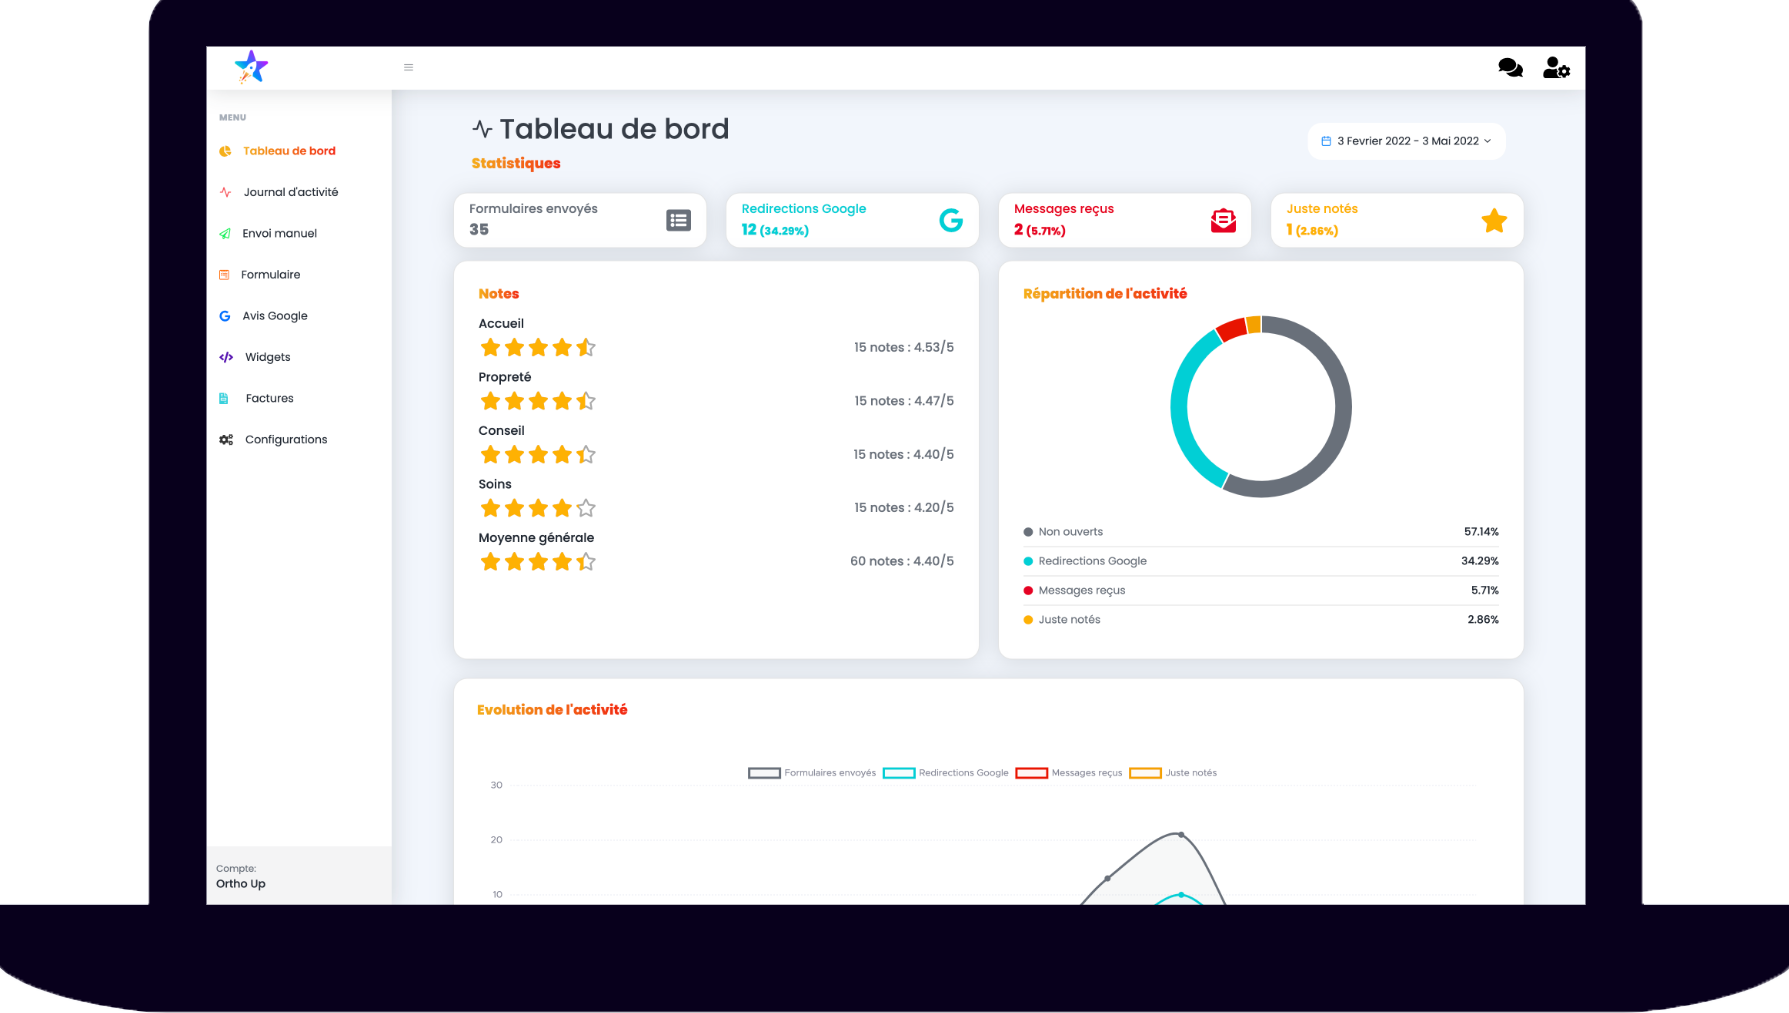 MENU
Tableau de bord
Journal d'activité
Envoi manuel
Formulaire
Avis Google
Widgets
Factures
Configurations
Compte:
Ortho Up
Tableau de bord
Statistiques
3 Fevrier 2022 - 3 Mai 2022
Formulaires envoyés
35
Redirections Google
12 (34.29%)
Messages reçus
2 (5.71%)
Juste notés
1 (2.86%)
Notes
Accueil
15 notes : 4.53/5
Propreté
15 notes : 4.47/5
Conseil
15 notes : 4.40/5
Soins
15 notes : 4.20/5
Moyenne générale
60 notes : 4.40/5
Répartition de l'activité
Non ouverts 57.14%
Redirections Google 34.29%
Messages reçus 5.71%
Juste notés 2.86%
Evolution de l'activité
Formulaires envoyés Redirections Google Messages reçus Juste notés
30
20
10